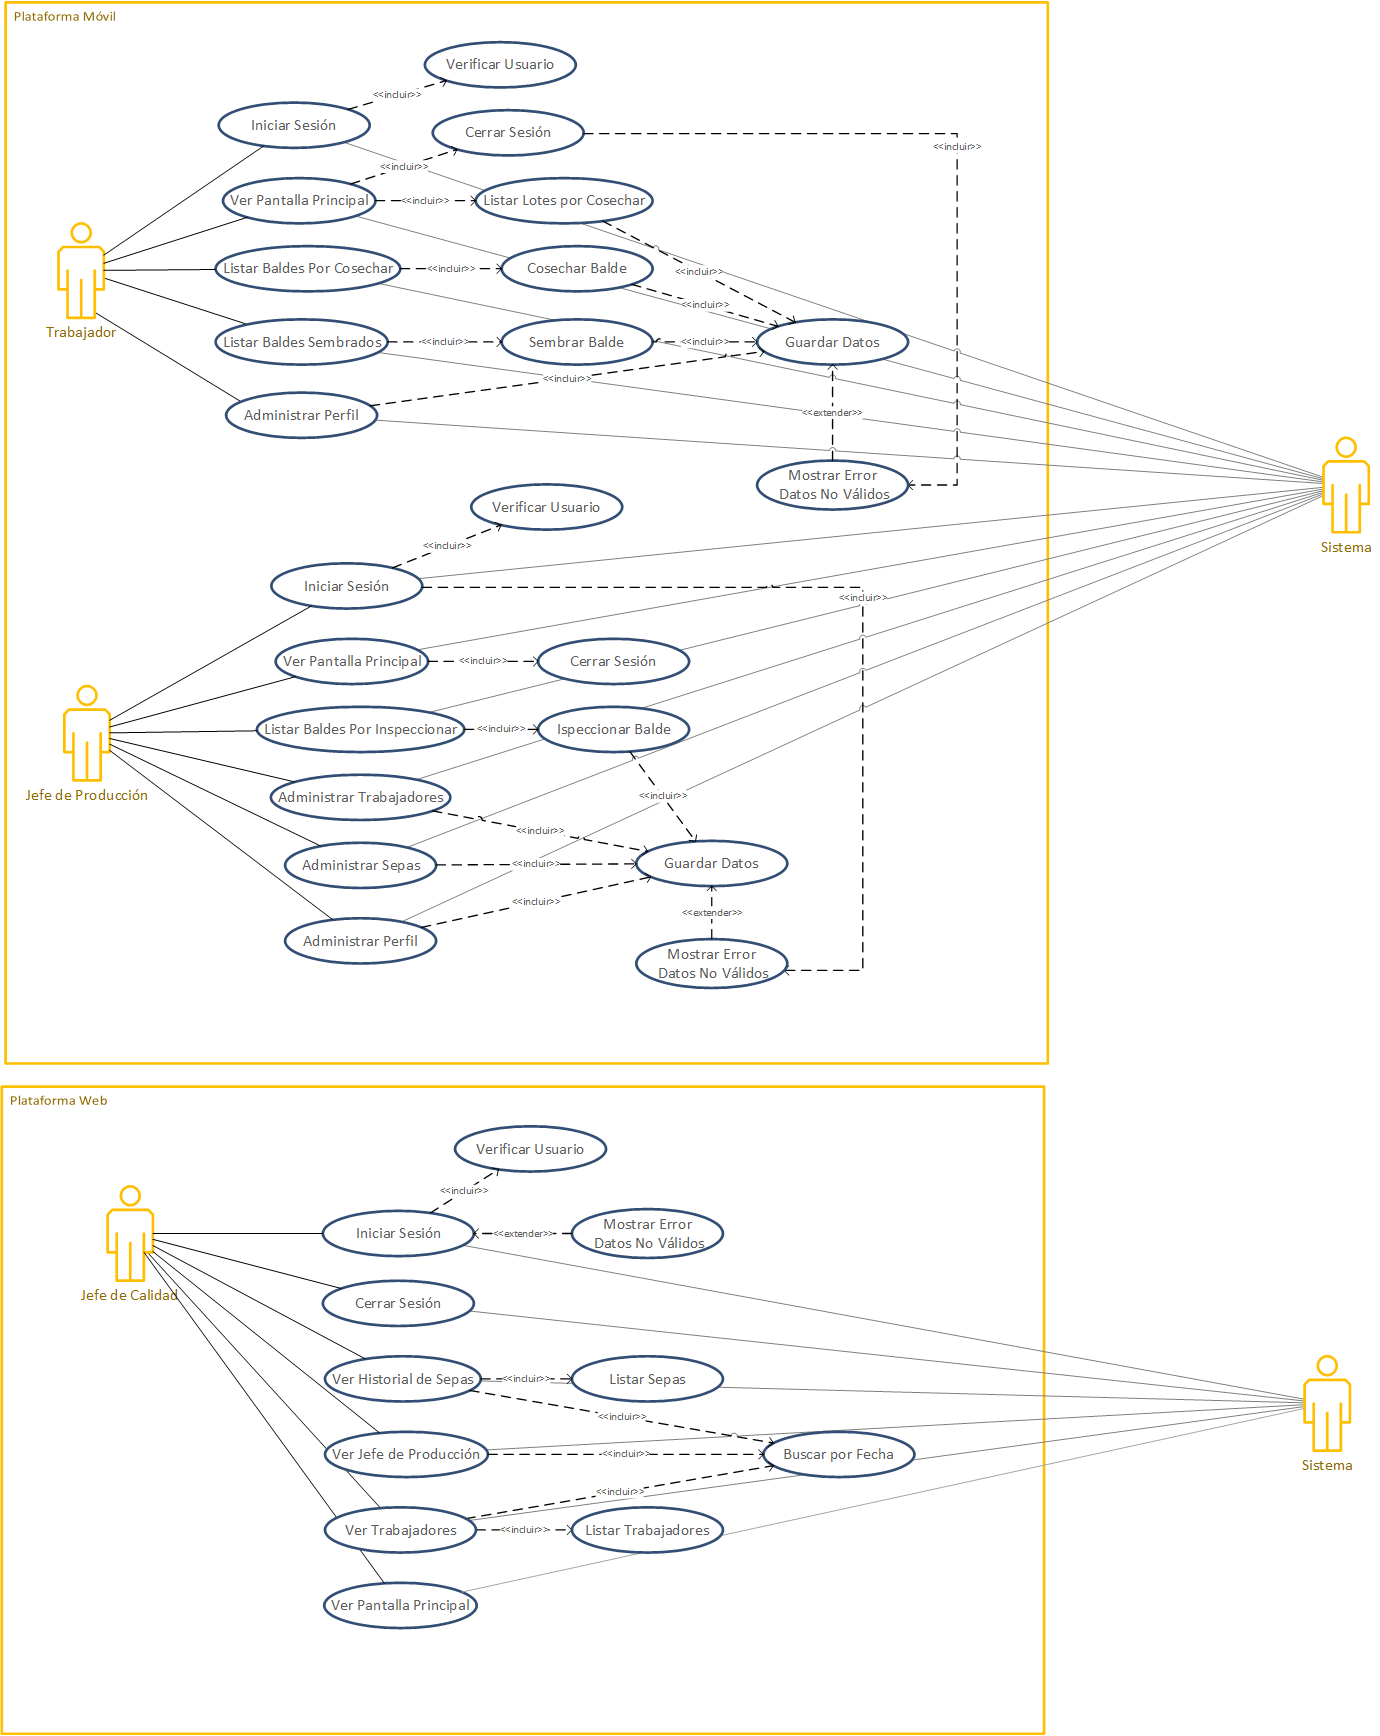 Plataforma Móvil
Verificar Usuario
<<incluir>>
Iniciar Sesión
Cerrar Sesión
<<incluir>>
<<incluir>>
Ver Pantalla Principal
<<incluir>>
Listar Lotes por Cosechar
Listar Baldes Por Cosechar
<<incluir>>
Cosechar Balde
<<incluir>>
<<incluir>>
Trabajador
Listar Baldes Sembrados
<<incluir>>
Sembrar Balde
<<incluir>>
Guardar Datos
<<incluir>>
Administrar Perfil
<<extender>>
Mostrar Error
Datos No Válidos
Verificar Usuario
<<incluir>>
Sistema
Iniciar Sesión
<<incluir>>
Ver Pantalla Principal
<<incluir>>
Cerrar Sesión
Listar Baldes Por Inspeccionar
<<incluir>>
Ispeccionar Balde
Jefe de Producción
Administrar Trabajadores
<<incluir>>
<<incluir>>
Administrar Sepas
<<incluir>>
Guardar Datos
<<incluir>>
<<extender>>
Administrar Perfil
Mostrar Error
Datos No Válidos
Plataforma Web
Verificar Usuario
<<incluir>>
Iniciar Sesión
<<extender>>
Mostrar Error
Datos No Válidos
Jefe de Calidad
Cerrar Sesión
Ver Historial de Sepas
<<incluir>>
Listar Sepas
<<incluir>>
Ver Jefe de Producción
<<incluir>>
Buscar por Fecha
Sistema
<<incluir>>
Ver Trabajadores
<<incluir>>
Listar Trabajadores
Ver Pantalla Principal